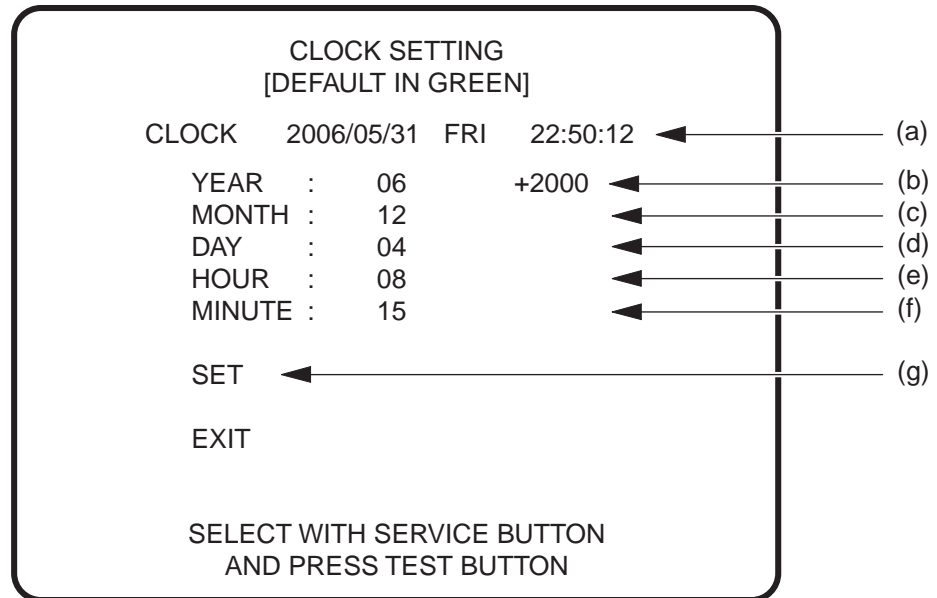 CLOCK SETTING
[DEFAULT IN GREEN]
CLOCK 2006/05/31 FRI 22:50:12 (a)
YEAR : 06 +2000 (b)
MONTH : 12 (c)
DAY : 04 (d)
HOUR : 08 (e)
MINUTE : 15 (f)
SET (g)
EXIT
SELECT WITH SERVICE BUTTON
AND PRESS TEST BUTTON